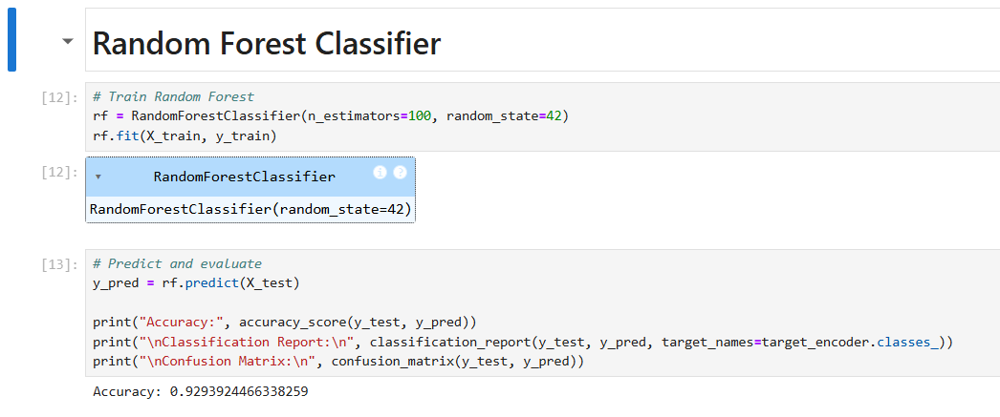 Random Forest Classifier
[12]: # Train Random Forest
rf = RandomForestClassifier(n_estimators=100, random_state=42)
rf.fit(X_train, y_train)
[12]: RandomForestClassifier i ?
RandomForestClassifier(random_state=42)
[13]: # Predict and evaluate
y_pred = rf.predict(X_test)
print("Accuracy:", accuracy_score(y_test, y_pred))
print("\nClassification Report:\n", classification_report(y_test, y_pred, target_names=target_encoder.classes_))
print("\nConfusion Matrix:\n", confusion_matrix(y_test, y_pred))
Accuracy: 0.9293924466338259